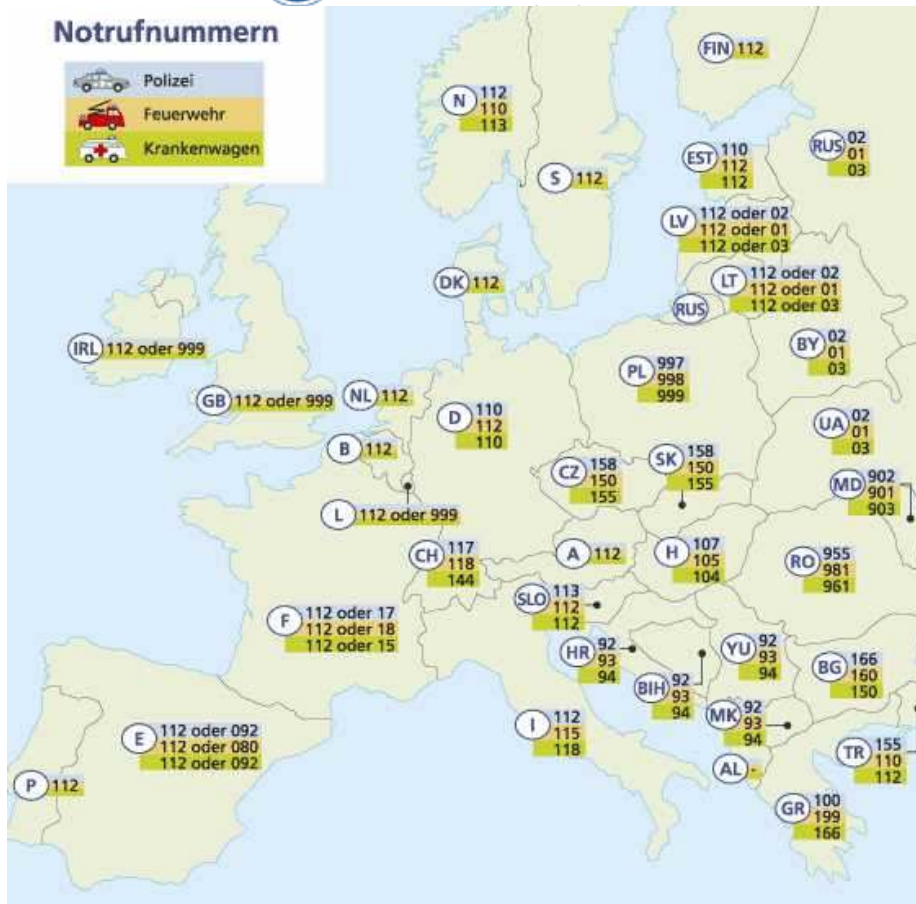 Notrufnummern
Polizei
Feuerwehr
Krankenwagen
FIN 112
N 112
110
113
RUS 02
01
03
EST 110
112
112
S 112
LV 112 oder 02
112 oder 01
112 oder 03
DK 112
LT 112 oder 02
112 oder 01
112 oder 03
RUS
IRL 112 oder 999
BY 02
01
03
PL 997
998
999
GB 112 oder 999
NL 112
D 110
112
110
UA 02
01
03
B 112
CZ 158
150
155
SK 158
150
155
MD 902
901
903
L 112 oder 999
CH 117
118
144
A 112
H 107
105
104
RO 955
981
961
SLO 113
112
112
F 112 oder 17
112 oder 18
112 oder 15
HR 92
93
94
YU 92
93
94
BG 166
160
150
BIH 92
93
94
MK 92
93
94
E 112 oder 092
112 oder 080
112 oder 092
I 112
115
118
TR 155
110
112
AL -
P 112
GR 100
199
166